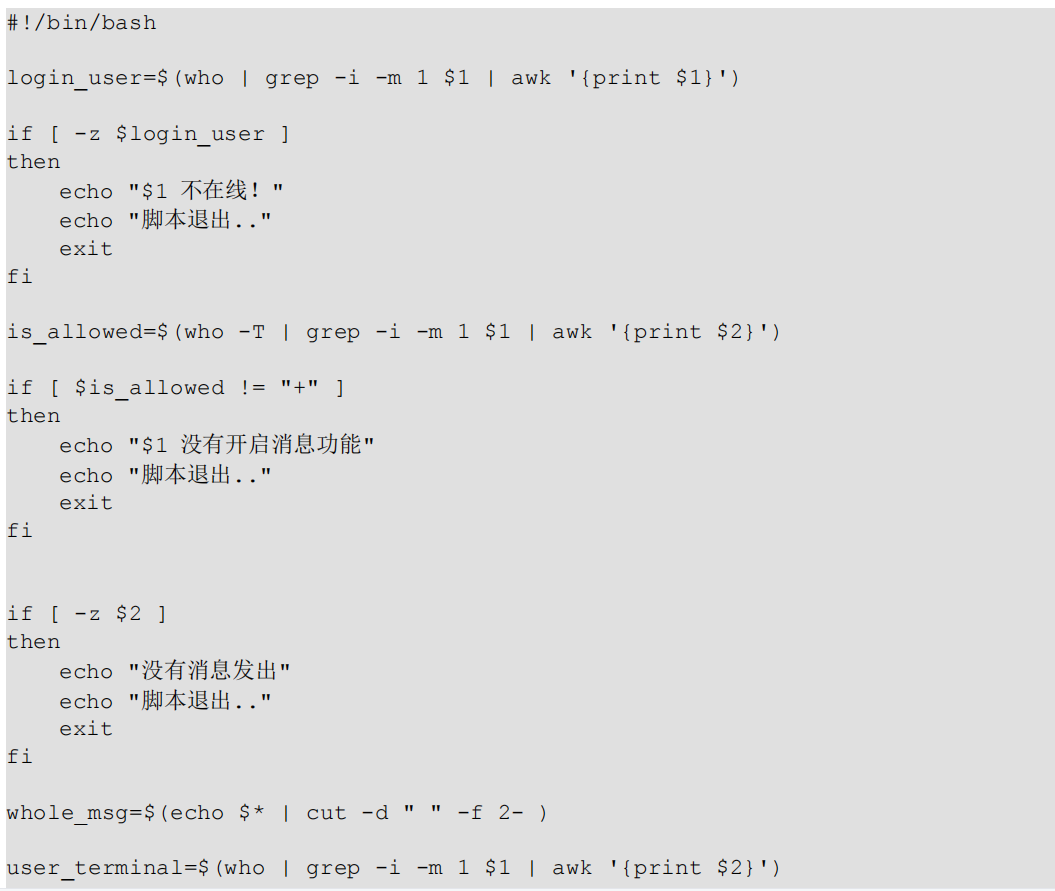 #!/bin/bash
login_user=$(who | grep -i -m 1 $1 | awk '{print $1}')
if [ -z $login_user ]
then
    echo "$1 不在线！"
    echo "脚本退出.."
    exit
fi
is_allowed=$(who -T | grep -i -m 1 $1 | awk '{print $2}')
if [ $is_allowed != "+" ]
then
    echo "$1 没有开启消息功能"
    echo "脚本退出.."
    exit
fi
if [ -z $2 ]
then
    echo "没有消息发出"
    echo "脚本退出.."
    exit
fi
whole_msg=$(echo $* | cut -d " " -f 2- )
user_terminal=$(who | grep -i -m 1 $1 | awk '{print $2}')